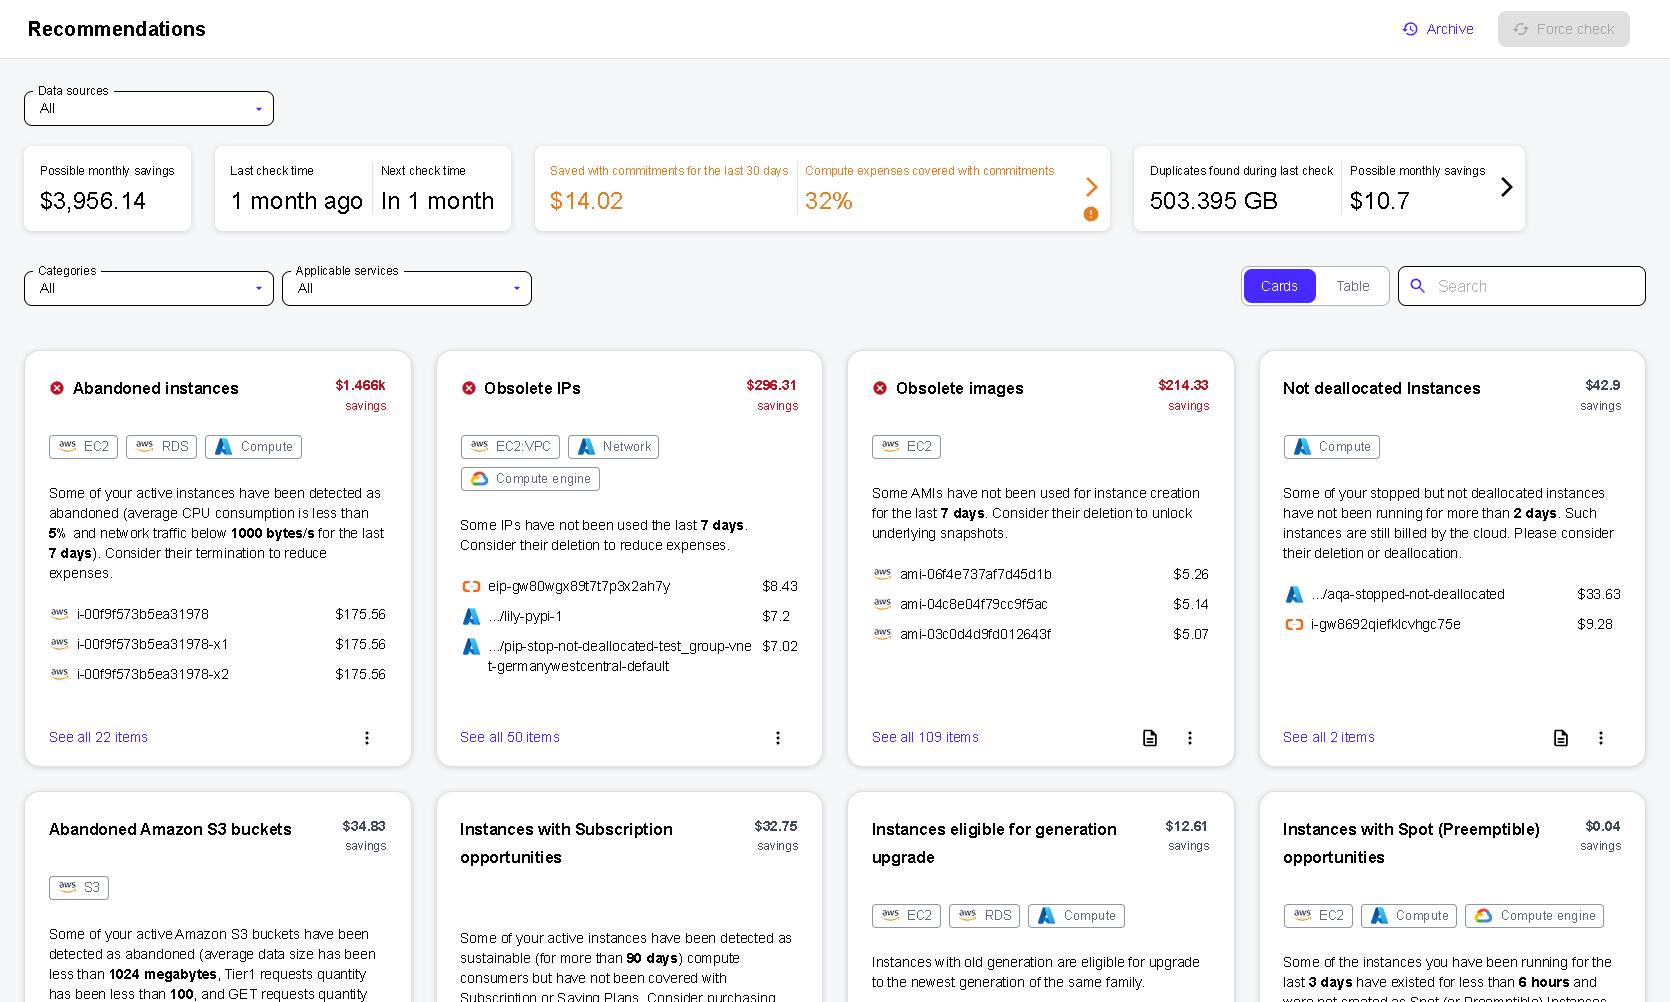 Recommendations
Archive
Force check
Data sources
All
Possible monthly savings
$3,956.14
Last check time
1 month ago
Next check time
In 1 month
Saved with commitments for the last 30 days
$14.02
Compute expenses covered with commitments
32%
Duplicates found during last check
503.395 GB
Possible monthly savings
$10.7
Categories
All
Applicable services
All
Cards
Table
Search
Abandoned instances
$1.466k
savings
aws EC2
aws RDS
Compute
Some of your active instances have been detected as
abandoned (average CPU consumption is less than
5% and network traffic below 1000 bytes/s for the last
7 days). Consider their termination to reduce
expenses.
aws i-00f9f573b5ea31978 $175.56
aws i-00f9f573b5ea31978-x1 $175.56
aws i-00f9f573b5ea31978-x2 $175.56
See all 22 items
Obsolete IPs
$296.31
savings
aws EC2:VPC
Network
Compute engine
Some IPs have not been used the last 7 days.
Consider their deletion to reduce expenses.
eip-gw80wgx89t7t7p3x2ah7y $8.43
.../lily-pypi-1 $7.2
.../pip-stop-not-deallocated-test_group-vne $7.02
t-germanywestcentral-default
See all 50 items
Obsolete images
$214.33
savings
aws EC2
Some AMIs have not been used for instance creation
for the last 7 days. Consider their deletion to unlock
underlying snapshots.
aws ami-06f4e737af7d45d1b $5.26
aws ami-04c8e04f79cc9f5ac $5.14
aws ami-03c0d4d9fd012643f $5.07
See all 109 items
Not deallocated Instances
$42.9
savings
Compute
Some of your stopped but not deallocated instances
have not been running for more than 2 days. Such
instances are still billed by the cloud. Please consider
their deletion or deallocation.
.../aqa-stopped-not-deallocated $33.63
i-gw8692qiefklcvhgc75e $9.28
See all 2 items
Abandoned Amazon S3 buckets
$34.83
savings
aws S3
Some of your active Amazon S3 buckets have been
detected as abandoned (average data size has been
less than 1024 megabytes, Tier1 requests quantity
has been less than 100, and GET requests quantity
Instances with Subscription
opportunities
$32.75
savings
Some of your active instances have been detected as
sustainable (for more than 90 days) compute
consumers but have not been covered with
Subscription or Saving Plans. Consider purchasing
Instances eligible for generation
upgrade
$12.61
savings
aws EC2
aws RDS
Compute
Instances with old generation are eligible for upgrade
to the newest generation of the same family.
Instances with Spot (Preemptible)
opportunities
$0.04
savings
aws EC2
Compute
Compute engine
Some of the instances you have been running for the
last 3 days have existed for less than 6 hours and
were not created as Spot (or Preemptible) Instances